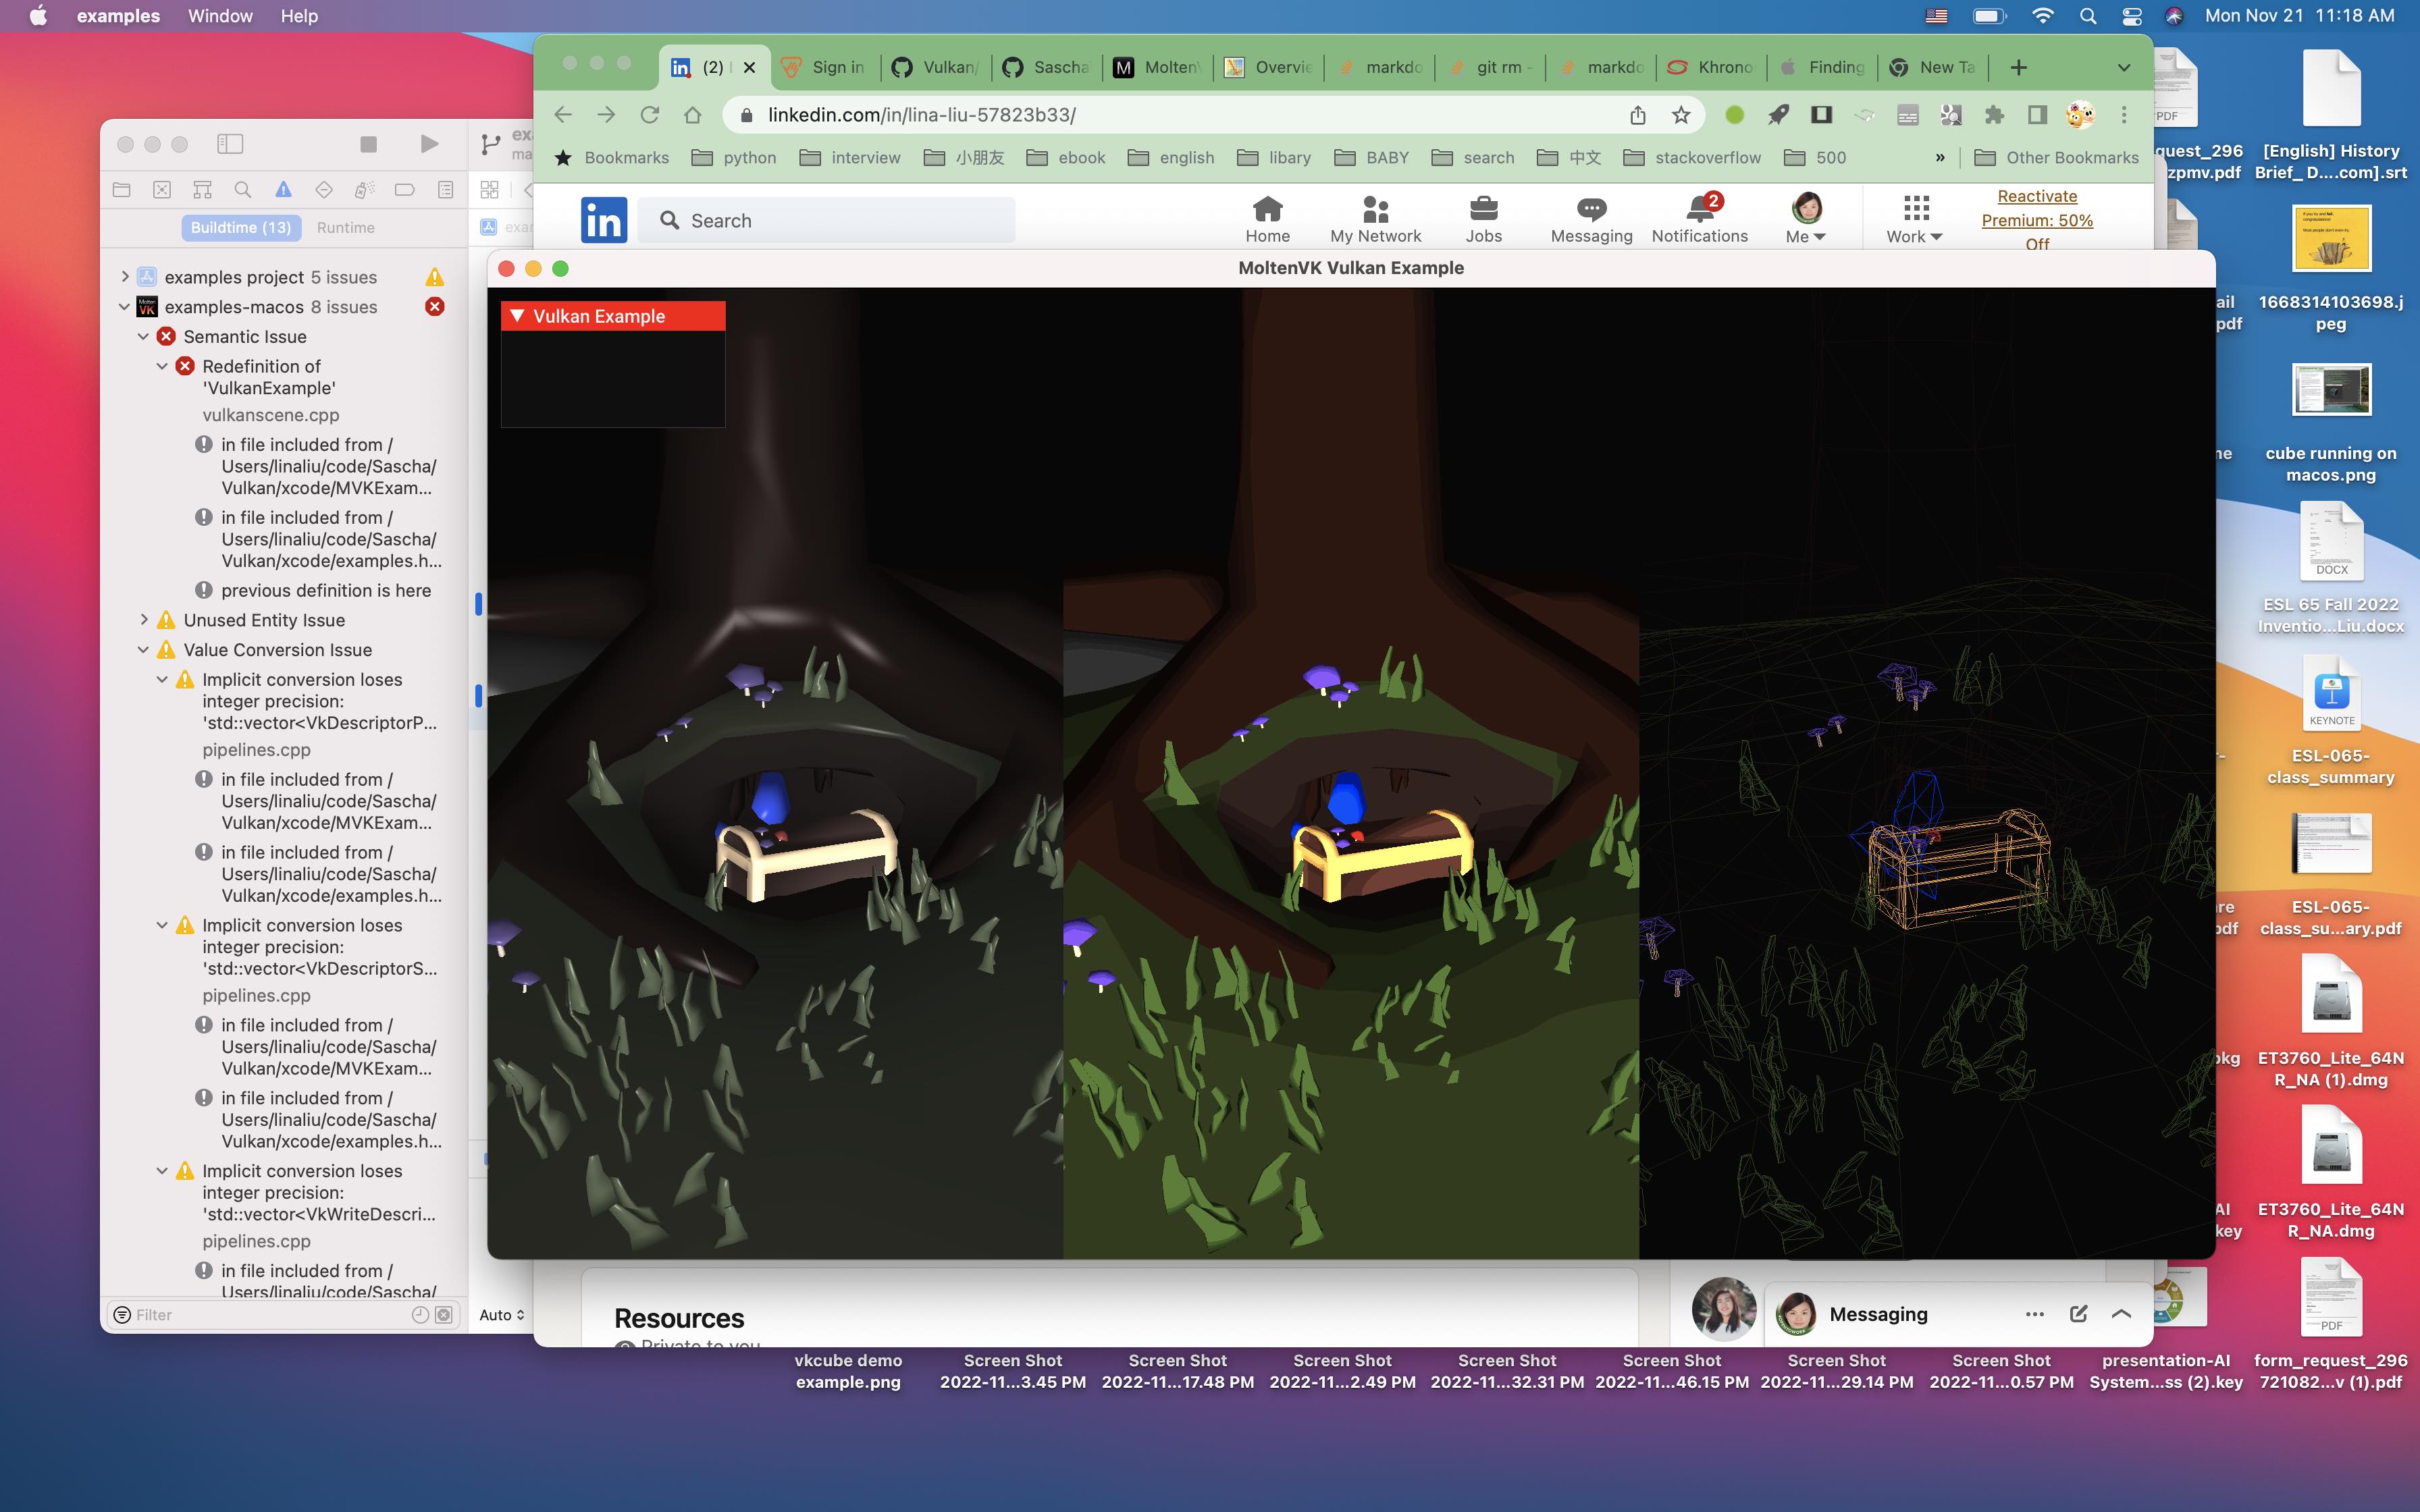 examples Window Help
Mon Nov 21 11:18 AM
(2)
Sign in
Vulkan/
Sascha
Molten
Overvie
markdo
git rm -
markdo
Khrono
Finding
New Ta
linkedin.com/in/lina-liu-57823b33/
Bookmarks python interview 小朋友 ebook english libary BABY search 中文 stackoverflow 500 » Other Bookmarks
in
Search
Home My Network Jobs Messaging Notifications Me Work
2
Reactivate
Premium: 50%
Off
Buildtime (13) Runtime
examples project 5 issues
examples-macos 8 issues
Semantic Issue
Redefinition of
'VulkanExample'
vulkanscene.cpp
in file included from /
Users/linaliu/code/Sascha/
Vulkan/xcode/MVKExam...
in file included from /
Users/linaliu/code/Sascha/
Vulkan/xcode/examples.h...
previous definition is here
Unused Entity Issue
Value Conversion Issue
Implicit conversion loses
integer precision:
'std::vector<VkDescriptorP...
pipelines.cpp
in file included from /
Users/linaliu/code/Sascha/
Vulkan/xcode/MVKExam...
in file included from /
Users/linaliu/code/Sascha/
Vulkan/xcode/examples.h...
Implicit conversion loses
integer precision:
'std::vector<VkDescriptorS...
pipelines.cpp
in file included from /
Users/linaliu/code/Sascha/
Vulkan/xcode/MVKExam...
in file included from /
Users/linaliu/code/Sascha/
Vulkan/xcode/examples.h...
Implicit conversion loses
integer precision:
'std::vector<VkWriteDescri...
pipelines.cpp
in file included from /
Users/linaliu/code/Sascha/
Filter
Auto
MoltenVK Vulkan Example
Vulkan Example
Resources
Private to you
Messaging
PDF
quest_296
zpmv.pdf
[English] History
Brief_ D....com].srt
1668314103698.j
peg
cube running on
macos.png
DOCX
ESL 65 Fall 2022
Inventio...Liu.docx
KEYNOTE
ESL-065-
class_summary
ESL-065-
class_su...ary.pdf
ET3760_Lite_64N
R_NA (1).dmg
ET3760_Lite_64N
R_NA.dmg
PDF
form_request_296
721082...v (1).pdf
vkcube demo
example.png
Screen Shot
2022-11...3.45 PM
Screen Shot
2022-11...17.48 PM
Screen Shot
2022-11...2.49 PM
Screen Shot
2022-11...32.31 PM
Screen Shot
2022-11...46.15 PM
Screen Shot
2022-11...29.14 PM
Screen Shot
2022-11...0.57 PM
presentation-AI
System...ss (2).key